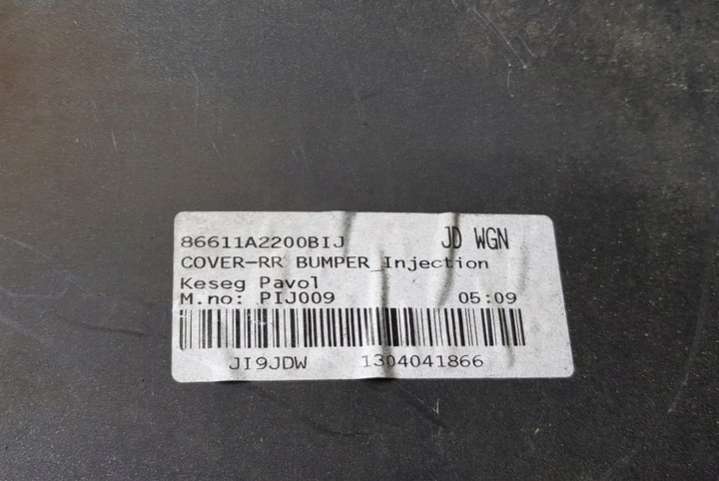 86611A2200BIJ JD WGN
COVER-RR BUMPER_Injection
Keseg Pavol
M.no: PIJ009 05:09
JI9JDW 1304041866